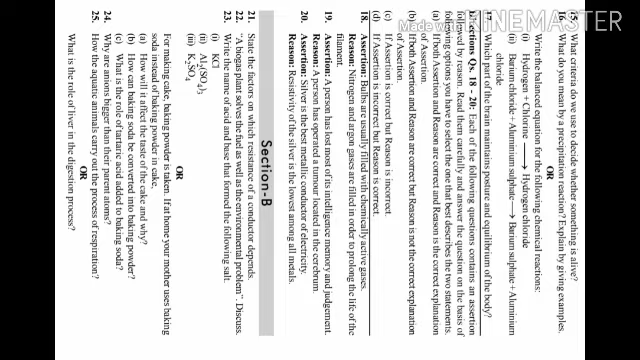 Made with KINEMASTER
15. What criteria do we use to decide whether something is alive?
16. What do you mean by a precipitation reaction? Explain by giving examples.
OR
Write the balanced equation for the following chemical reactions:
(i) Hydrogen + Chlorine ⟶ Hydrogen chloride
(ii) Barium chloride + Aluminium sulphate ⟶ Barium sulphate + Aluminium
chloride
17. Which part of the brain maintains posture and equilibrium of the body?
Directions Qs. 18 - 20: Each of the following questions contains an assertion
followed by reason. Read them carefully and answer the question on the basis of
following options, you have to select the one that best describes the two statements.
(a) If both Assertion and Reason are correct and Reason is the correct explanation
of Assertion.
(b) If both Assertion and Reason are correct but Reason is not the correct explanation
of Assertion.
(c) If Assertion is correct but Reason is incorrect.
(d) If Assertion is incorrect but Reason is correct.
18. Assertion: Bulbs are usually filled with chemically active gases.
Reason: Nitrogen and argon gases are filled in order to prolong the life of the
filament.
19. Assertion: A person has lost most of its intelligence memory and judgement.
Reason: A person has operated a tumour located in the cerebrum.
20. Assertion: Silver is the best metallic conductor of electricity.
Reason: Resistivity of the silver is the lowest among all metals.
Section-B
21. State the factors on which resistance of a conductor depends.
22. "A biogas plant solves the fuel as well as the environmental problem". Discuss.
23. Write the name of acid and base that formed the following salt.
(i) KCl
(ii) Al₂(SO₄)₃
(iii) K₂SO₄
OR
For making cake, baking powder is taken. If at home your mother uses baking
soda instead of baking powder in cake.
(a) How will it affect the taste of the cake and why?
(b) How can baking soda be converted into baking powder?
(c) What is the role of tartaric acid added to baking soda?
24. Why are anions bigger than their parent atoms?
OR
25. How the aquatic animals carry out the process of respiration?
OR
What is the role of liver in the digestion process?